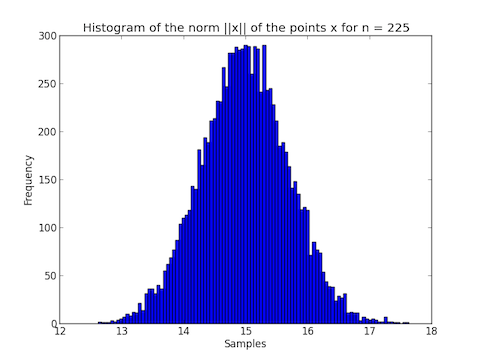 Histogram of the norm ||x|| of the points x for n = 225
300
250
200
150
100
50
0
Frequency
12 13 14 15 16 17 18
Samples